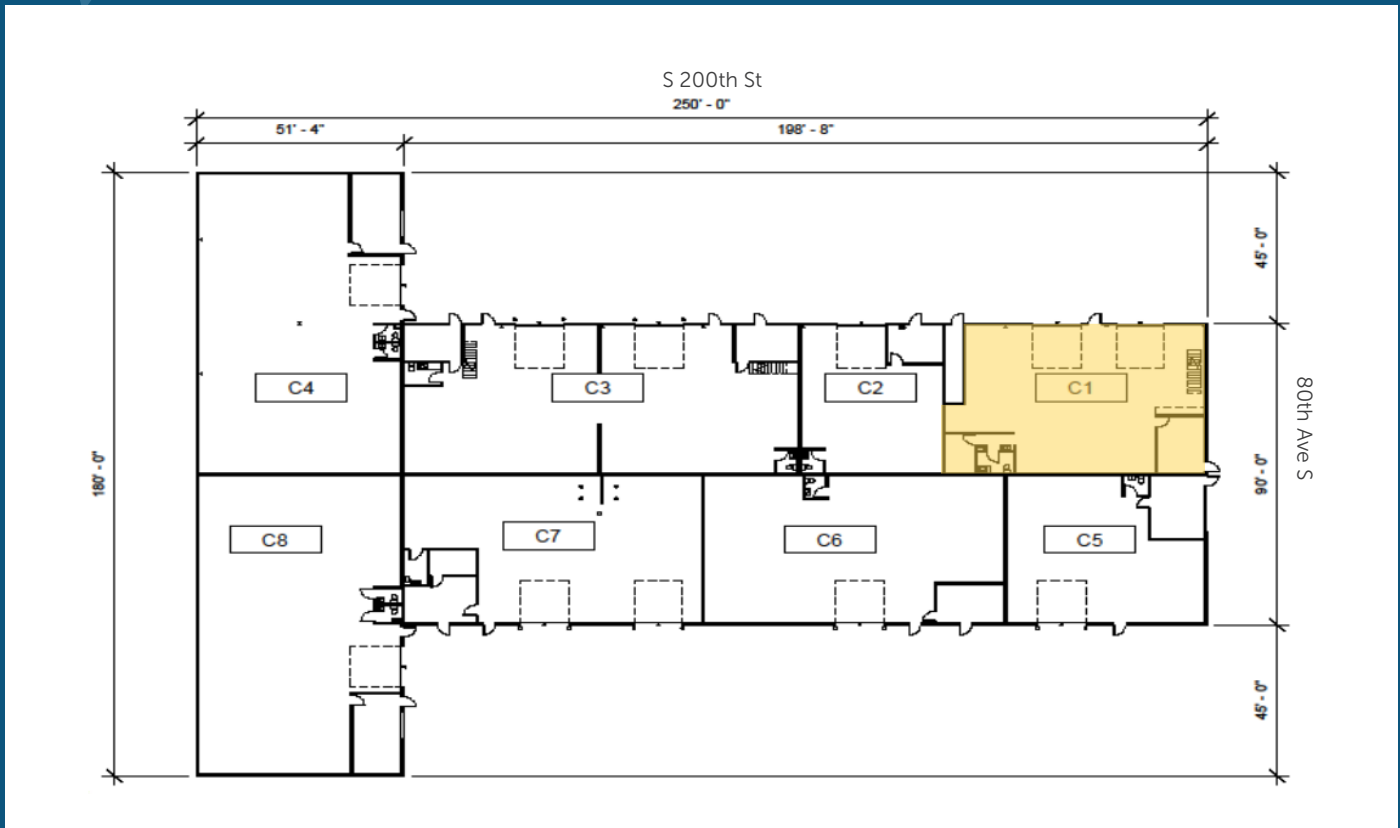 S 200th St
250' - 0"
51' - 4"
198' - 8"
45' - 0"
C4
C3
C2
C1
80th Ave S
180' - 0"
90' - 0"
C8
C7
C6
C5
45' - 0"